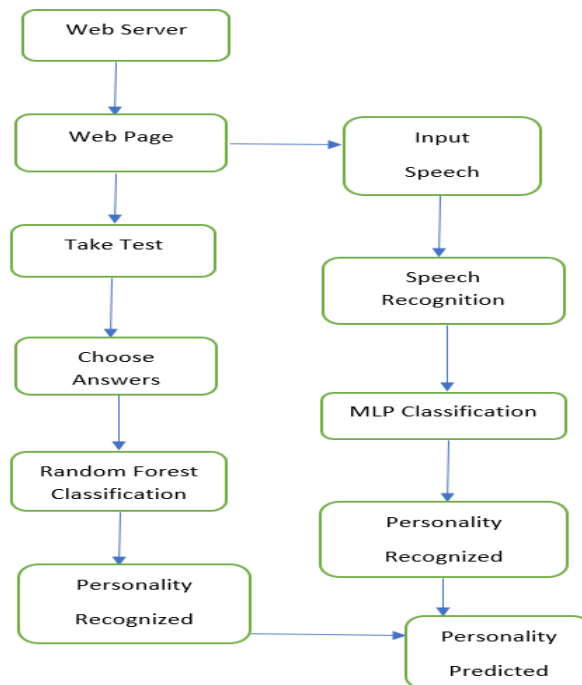 Web Server
Web Page
Input
Speech
Take Test
Speech
Recognition
Choose
Answers
MLP Classification
Random Forest
Classification
Personality
Recognized
Personality
Recognized
Personality
Predicted